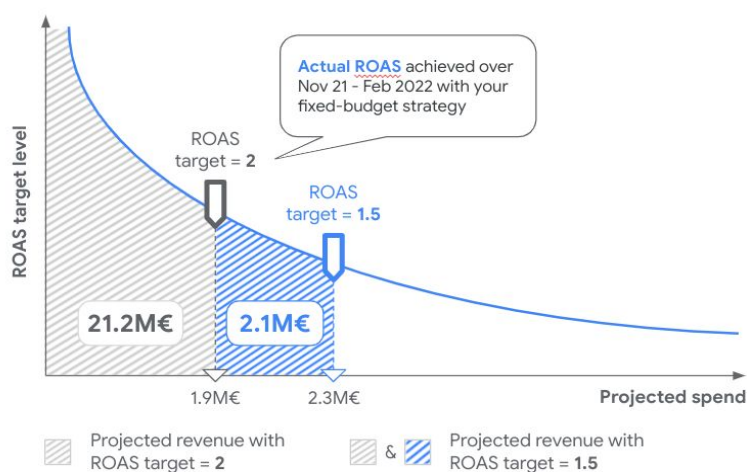 Actual ROAS achieved over
Nov 21 - Feb 2022 with your
fixed-budget strategy
ROAS
target = 2
ROAS
target = 1.5
ROAS target level
21.2M€
2.1M€
1.9M€
2.3M€
Projected spend
Projected revenue with
ROAS target = 2
&
Projected revenue with
ROAS target = 1.5